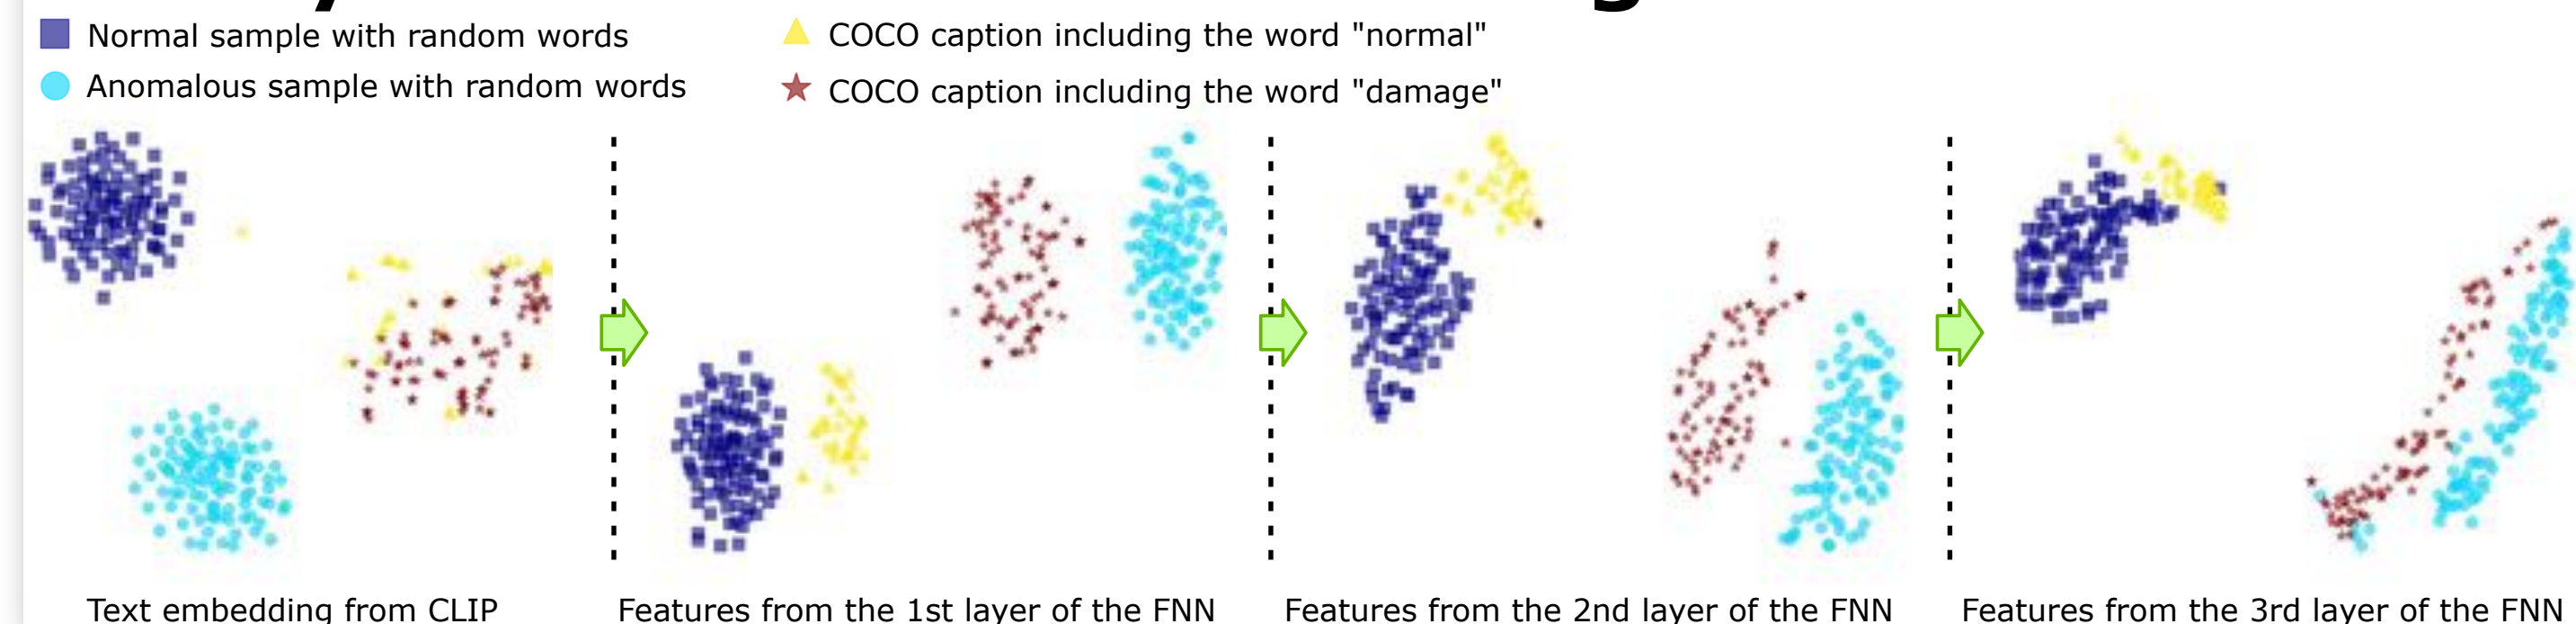 Normal sample with random words
COCO caption including the word "normal"
Anomalous sample with random words
COCO caption including the word "damage"
Text embedding from CLIP
Features from the 1st layer of the FNN
Features from the 2nd layer of the FNN
Features from the 3rd layer of the FNN